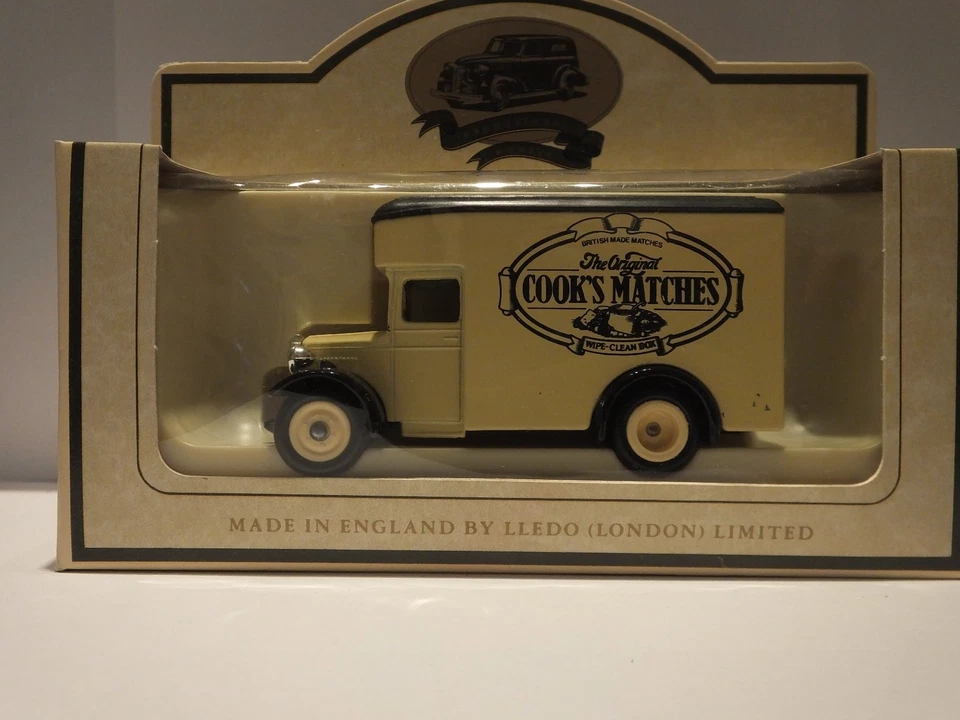 BRITISH MADE MATCHES
The Original
COOK'S MATCHES
WIPE-CLEAN BOX
MADE IN ENGLAND BY LLEDO (LONDON) LIMITED